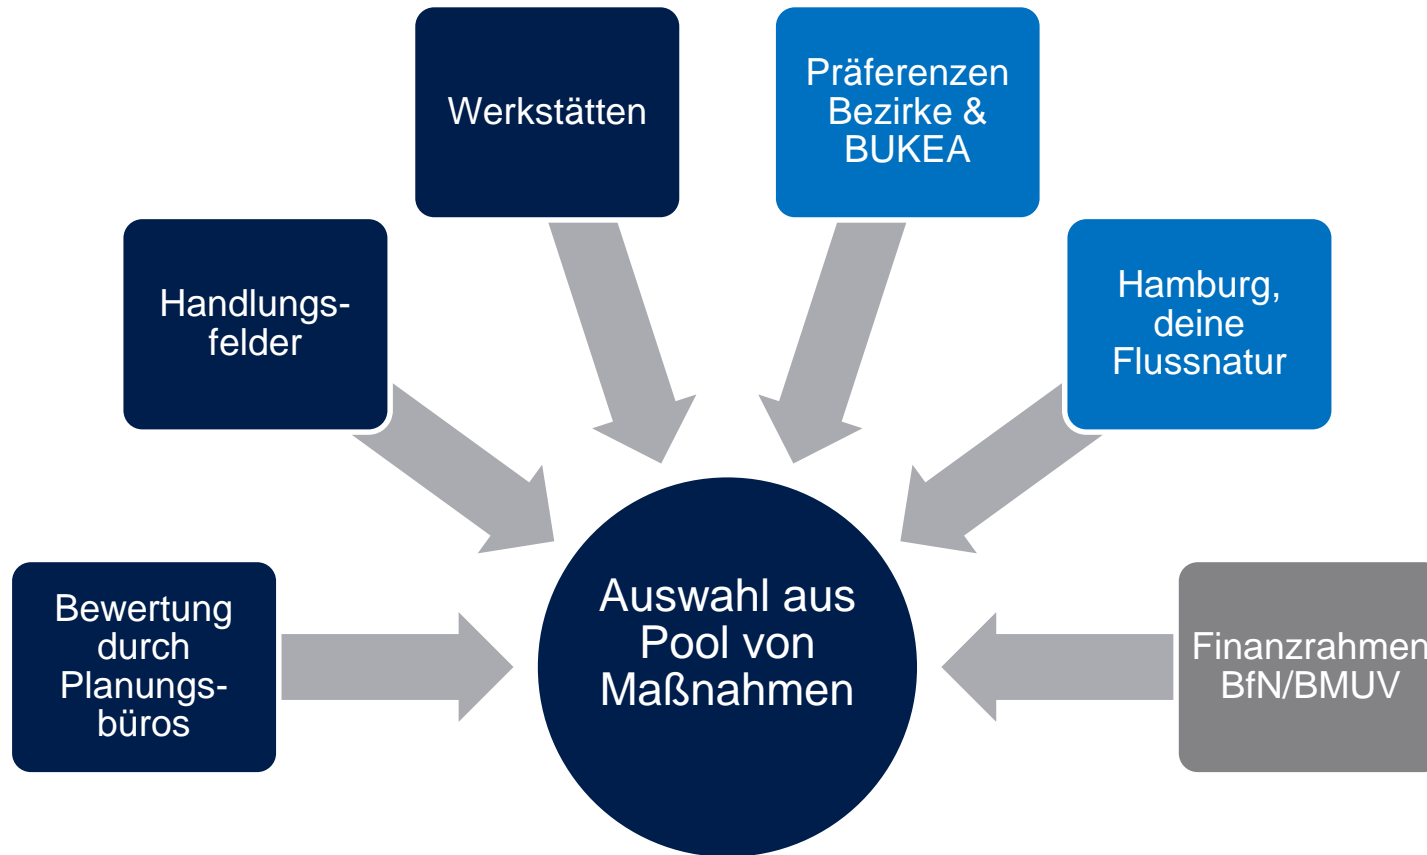 Werkstätten
Präferenzen
Bezirke &
BUKEA
Handlungs-
felder
Hamburg,
deine
Flussnatur
Bewertung
durch
Planungs-
büros
Auswahl aus
Pool von
Maßnahmen
Finanzrahmen
BfN/BMUV